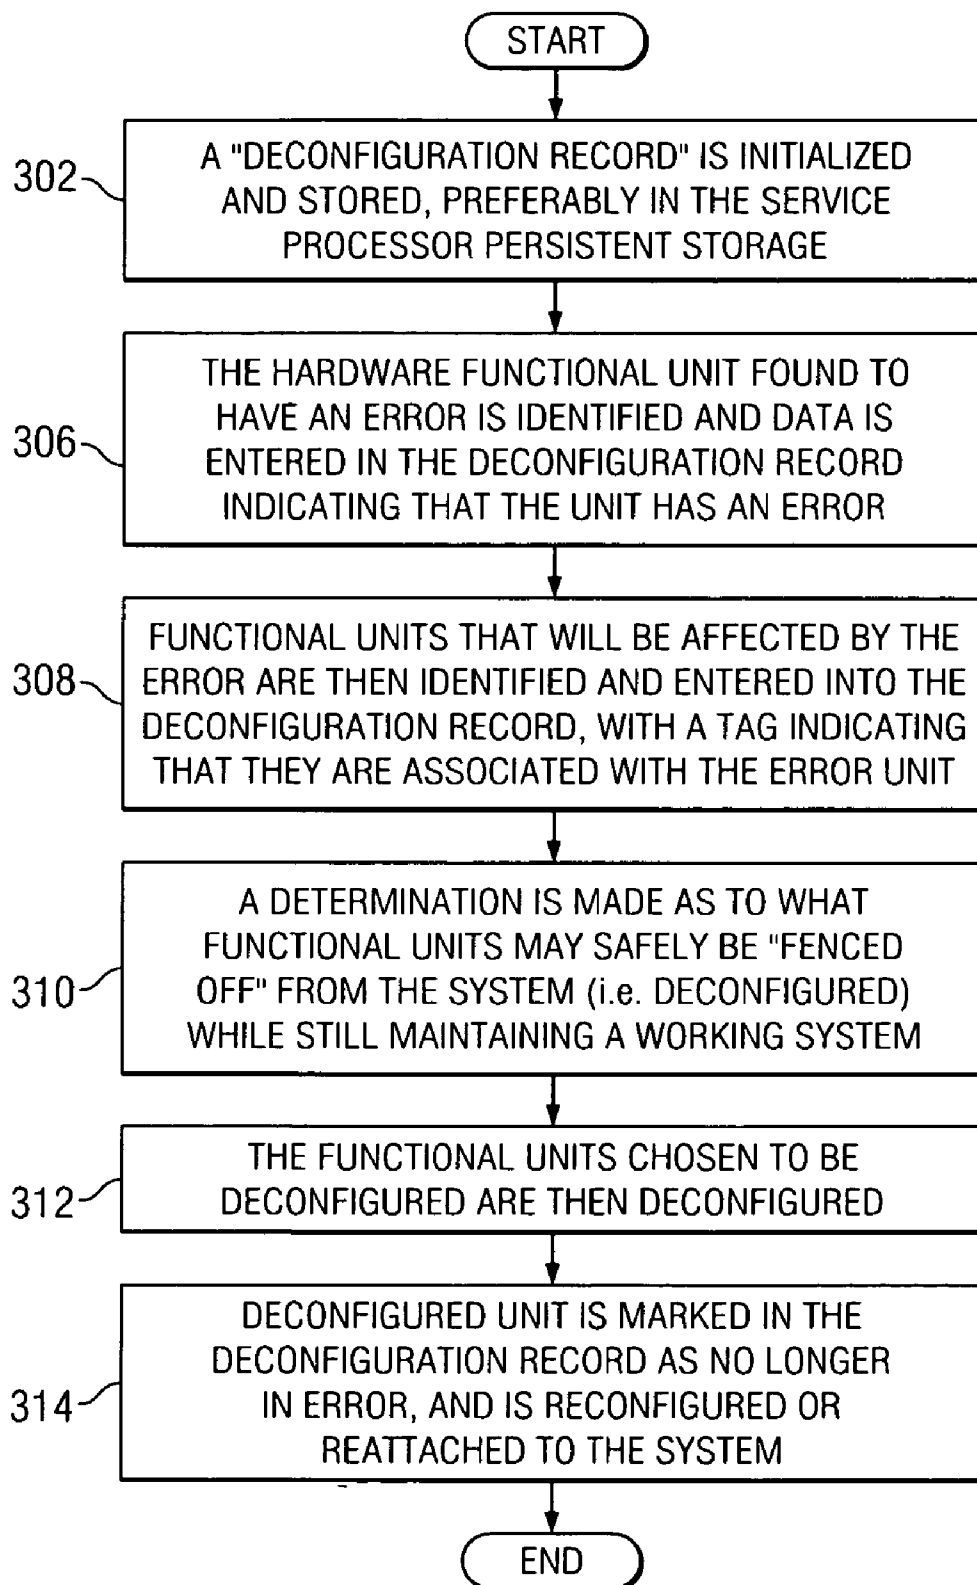 START
302
A "DECONFIGURATION RECORD" IS INITIALIZED
AND STORED, PREFERABLY IN THE SERVICE
PROCESSOR PERSISTENT STORAGE
306
THE HARDWARE FUNCTIONAL UNIT FOUND TO
HAVE AN ERROR IS IDENTIFIED AND DATA IS
ENTERED IN THE DECONFIGURATION RECORD
INDICATING THAT THE UNIT HAS AN ERROR
308
FUNCTIONAL UNITS THAT WILL BE AFFECTED BY THE
ERROR ARE THEN IDENTIFIED AND ENTERED INTO THE
DECONFIGURATION RECORD, WITH A TAG INDICATING
THAT THEY ARE ASSOCIATED WITH THE ERROR UNIT
310
A DETERMINATION IS MADE AS TO WHAT
FUNCTIONAL UNITS MAY SAFELY BE "FENCED
OFF" FROM THE SYSTEM (i.e. DECONFIGURED)
WHILE STILL MAINTAINING A WORKING SYSTEM
312
THE FUNCTIONAL UNITS CHOSEN TO BE
DECONFIGURED ARE THEN DECONFIGURED
314
DECONFIGURED UNIT IS MARKED IN THE
DECONFIGURATION RECORD AS NO LONGER
IN ERROR, AND IS RECONFIGURED OR
REATTACHED TO THE SYSTEM
END